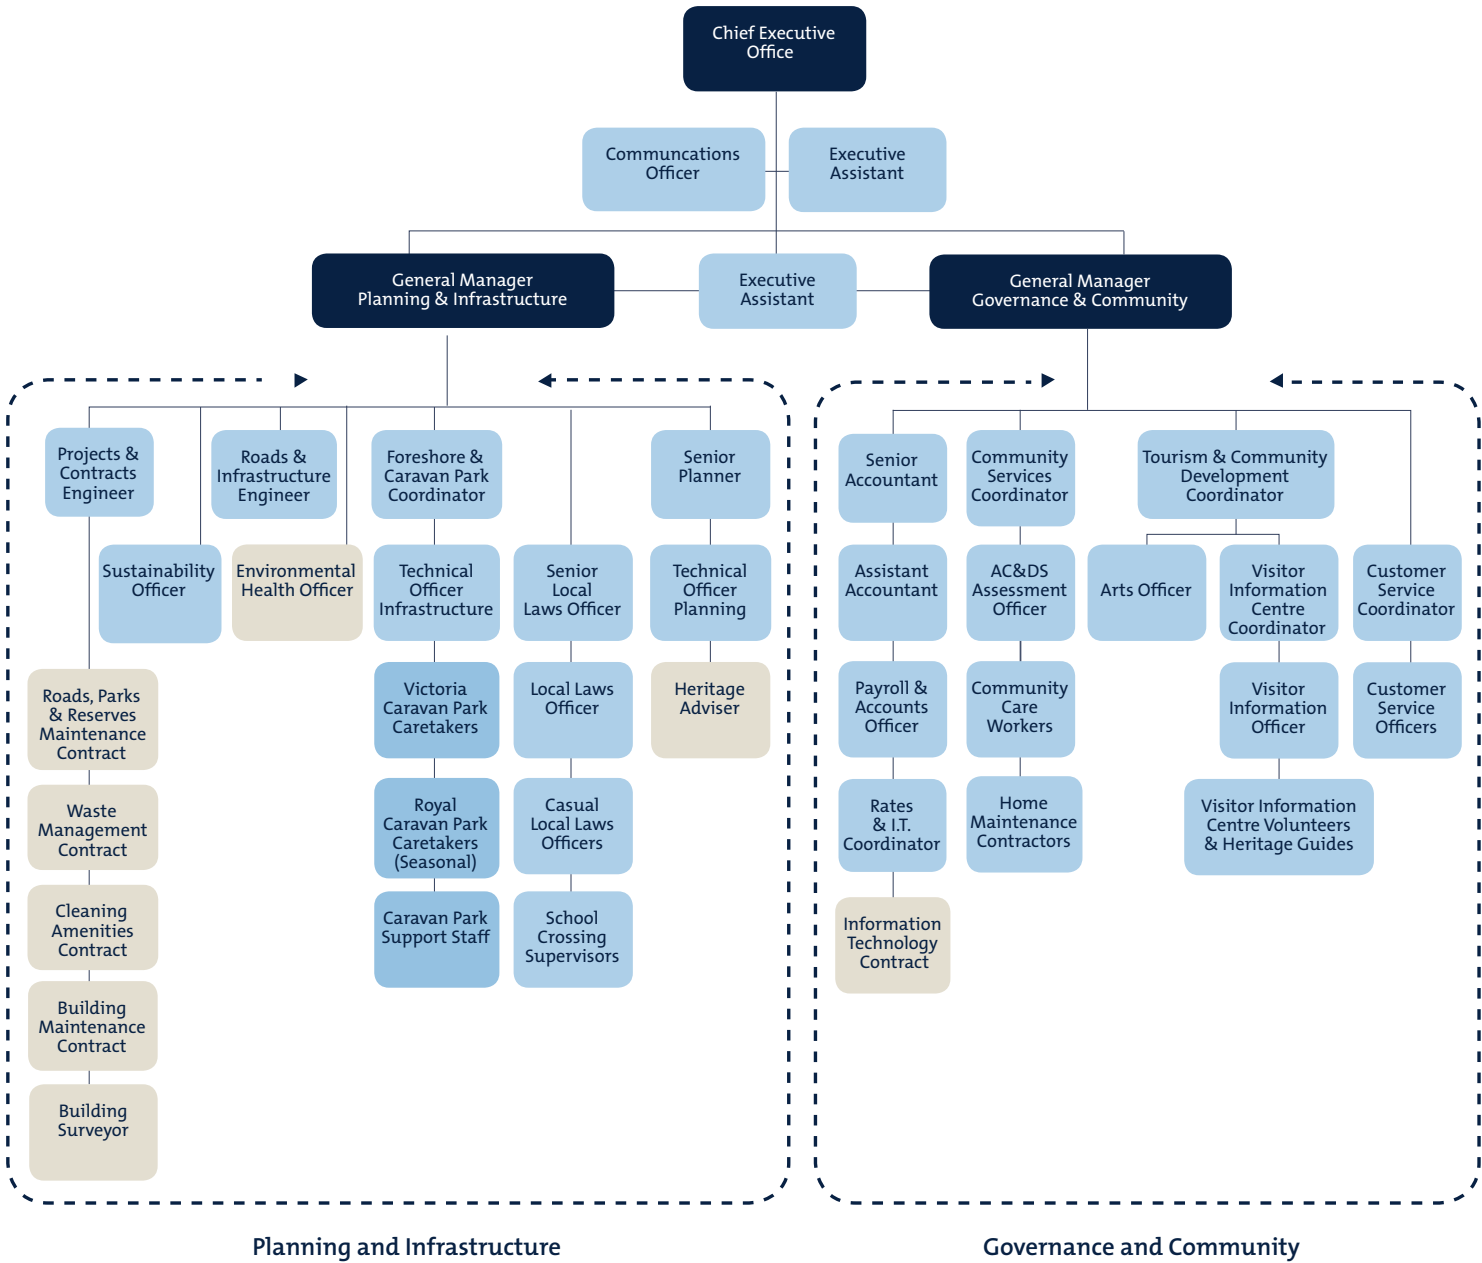 Chief Executive
Office
Communcations
Officer
Executive
Assistant
General Manager
Planning & Infrastructure
Executive
Assistant
General Manager
Governance & Community
Projects &
Contracts
Engineer
Roads &
Infrastructure
Engineer
Foreshore &
Caravan Park
Coordinator
Senior
Planner
Senior
Accountant
Community
Services
Coordinator
Tourism & Community
Development
Coordinator
Sustainability
Officer
Environmental
Health Officer
Technical
Officer
Infrastructure
Senior
Local
Laws Officer
Technical
Officer
Planning
Assistant
Accountant
AC&DS
Assessment
Officer
Arts Officer
Visitor
Information
Centre
Coordinator
Customer
Service
Coordinator
Roads, Parks
& Reserves
Maintenance
Contract
Victoria
Caravan Park
Caretakers
Local Laws
Officer
Heritage
Adviser
Payroll &
Accounts
Officer
Community
Care
Workers
Visitor
Information
Officer
Customer
Service
Officers
Waste
Management
Contract
Royal
Caravan Park
Caretakers
(Seasonal)
Casual
Local Laws
Officers
Rates
& I.T.
Coordinator
Home
Maintenance
Contractors
Visitor Information
Centre Volunteers
& Heritage Guides
Cleaning
Amenities
Contract
Caravan Park
Support Staff
School
Crossing
Supervisors
Information
Technology
Contract
Building
Maintenance
Contract
Building
Surveyor
Planning and Infrastructure
Governance and Community